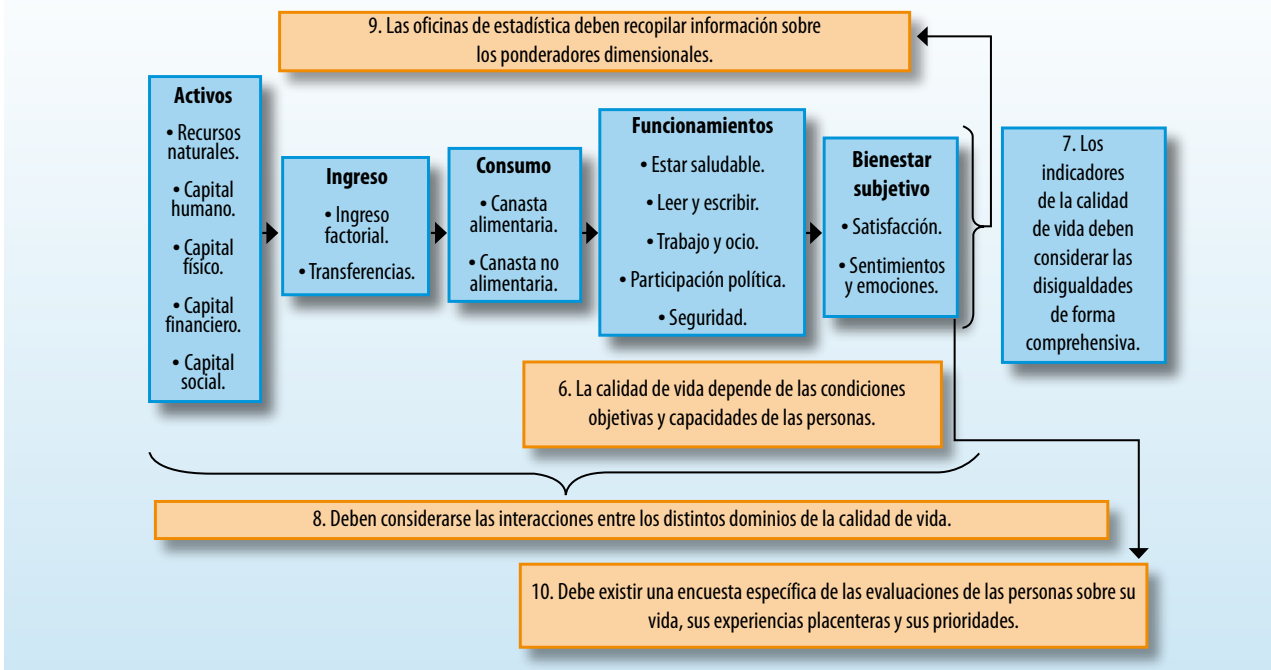 9. Las oficinas de estadística deben recopilar información sobre
los ponderadores dimensionales.
Activos
• Recursos
naturales.
• Capital
humano.
• Capital
físico.
• Capital
financiero.
• Capital
social.
Ingreso
• Ingreso
factorial.
• Transferencias.
Consumo
• Canasta
alimentaria.
• Canasta no
alimentaria.
Funcionamientos
• Estar saludable.
• Leer y escribir.
• Trabajo y ocio.
• Participación política.
• Seguridad.
Bienestar
subjetivo
• Satisfacción.
• Sentimientos
y emociones.
7. Los
indicadores
de la calidad
de vida deben
considerar las
disigualdades
de forma
comprehensiva.
6. La calidad de vida depende de las condiciones
objetivas y capacidades de las personas.
8. Deben considerarse las interacciones entre los distintos dominios de la calidad de vida.
10. Debe existir una encuesta específica de las evaluaciones de las personas sobre su
vida, sus experiencias placenteras y sus prioridades.